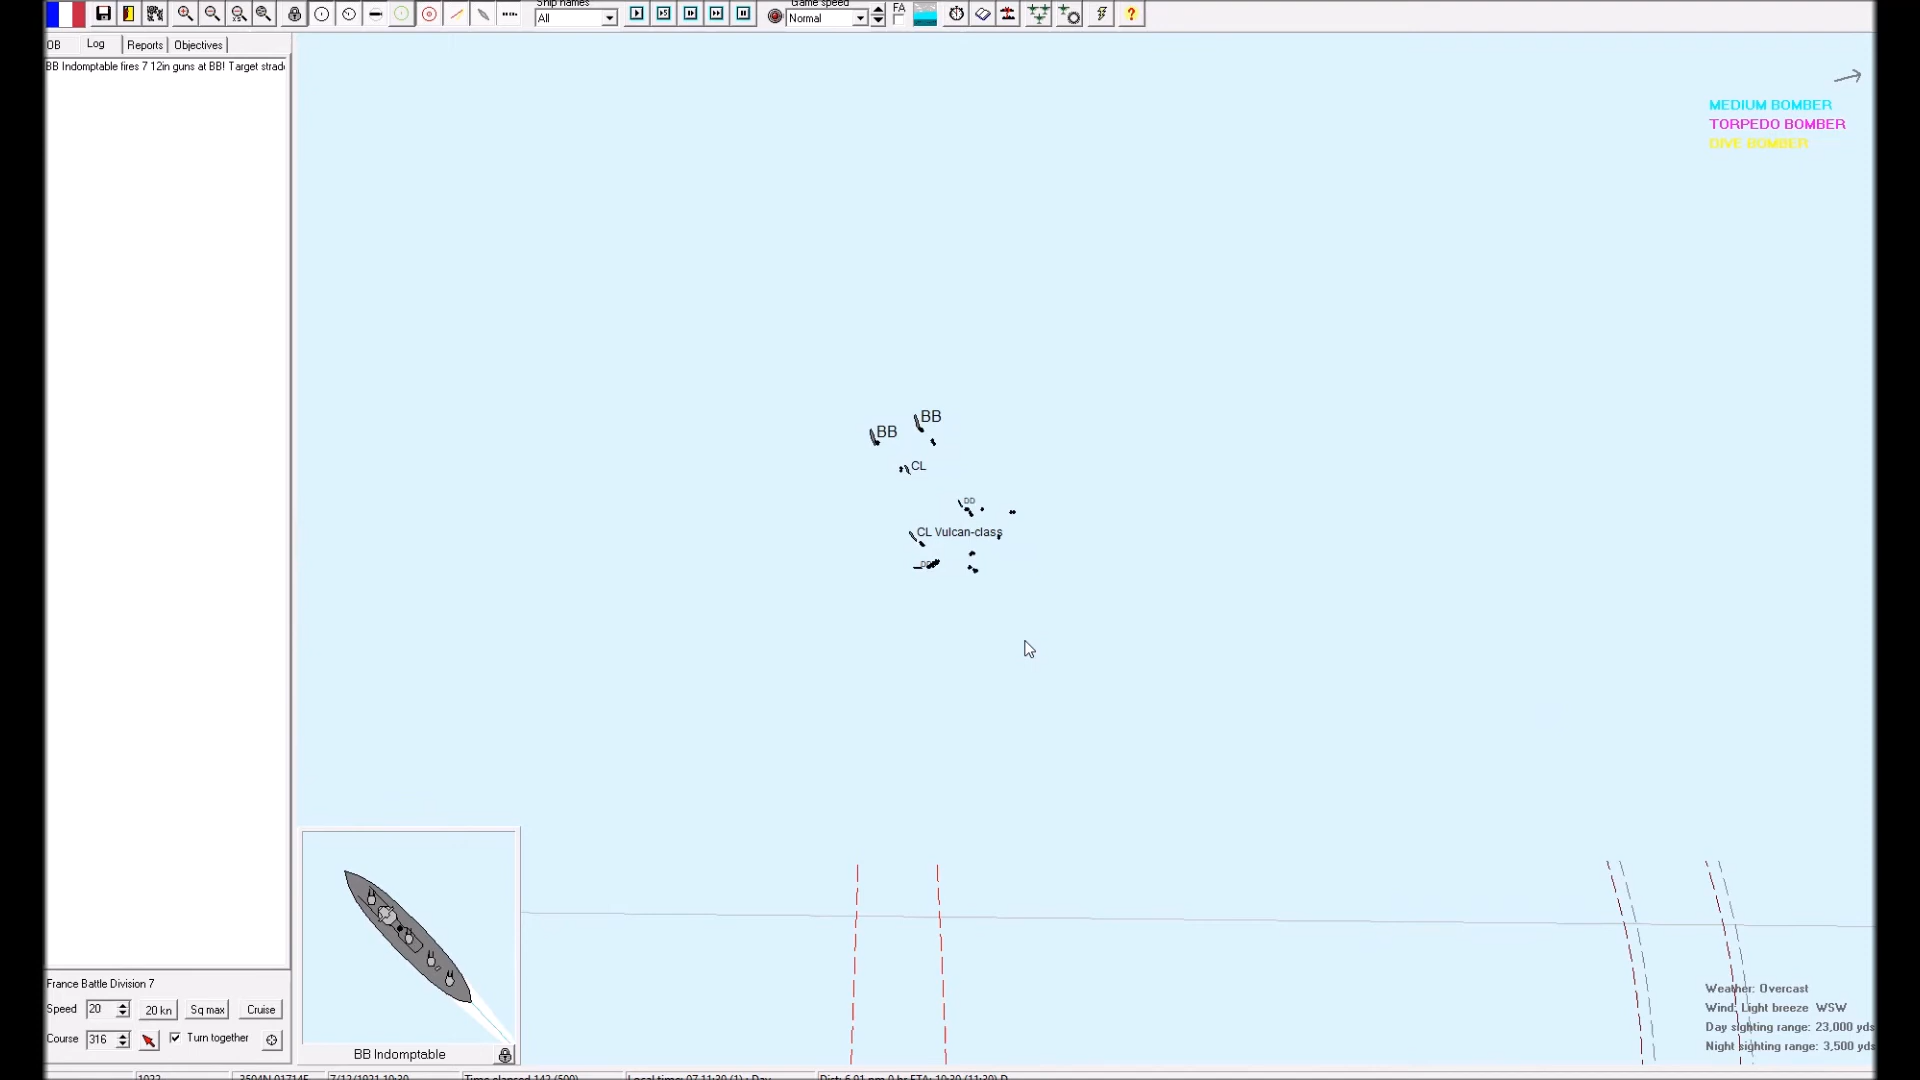 Ship names
Game speed
All
Normal
FA
OB
Log
Reports
Objectives
BB Indomptable fires 7 12in guns at BB! Target strad
MEDIUM BOMBER
TORPEDO BOMBER
DIVE BOMBER
BB
BB
CL
DD
CL Vulcan-class
DD
France Battle Division 7
Speed
20
20 kn
Sq max
Cruise
Course
316
Turn together
BB Indomptable
Weather: Overcast
Wind: Light breeze WSW
Day sighting range: 23,000 yds
Night sighting range: 3,500 yds